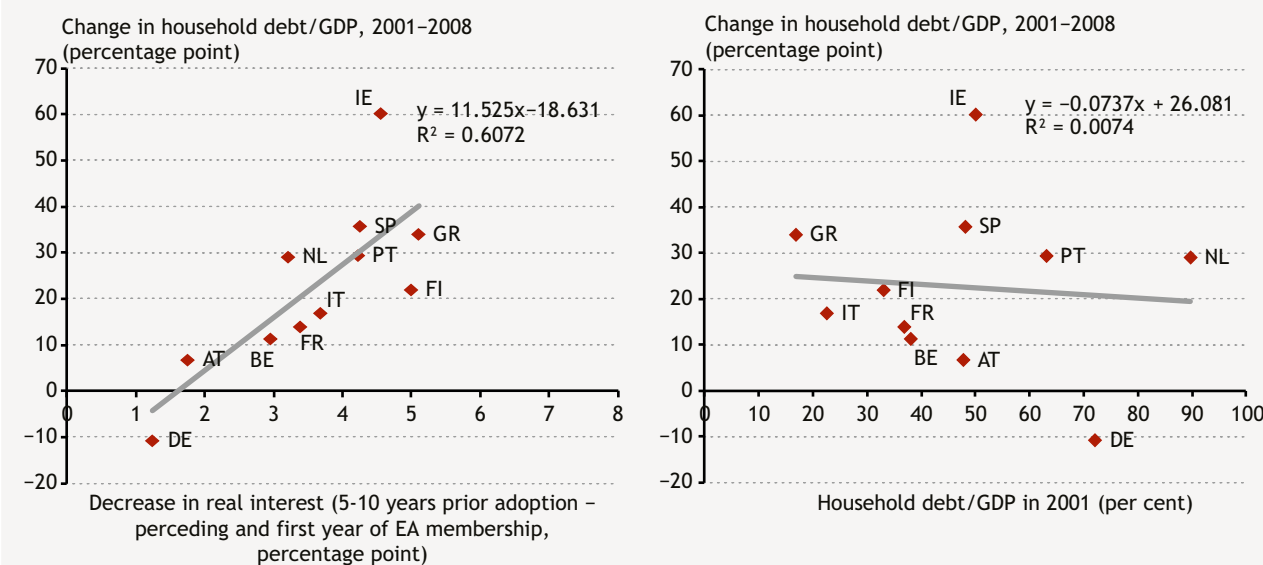 Change in household debt/GDP, 2001–2008
(percentage point)
70
60
50
40
30
20
10
0
−10
−20
0
1
2
3
4
5
6
7
8
IE
y = 11.525x−18.631
R² = 0.6072
SP
GR
NL
PT
FI
IT
FR
AT
BE
DE
Decrease in real interest (5-10 years prior adoption –
perceding and first year of EA membership,
percentage point)
Change in household debt/GDP, 2001–2008
(percentage point)
70
60
50
40
30
20
10
0
−10
−20
0
10
20
30
40
50
60
70
80
90
100
IE
y = −0.0737x + 26.081
R² = 0.0074
GR
SP
PT
NL
FI
IT
FR
BE
AT
DE
Household debt/GDP in 2001 (per cent)